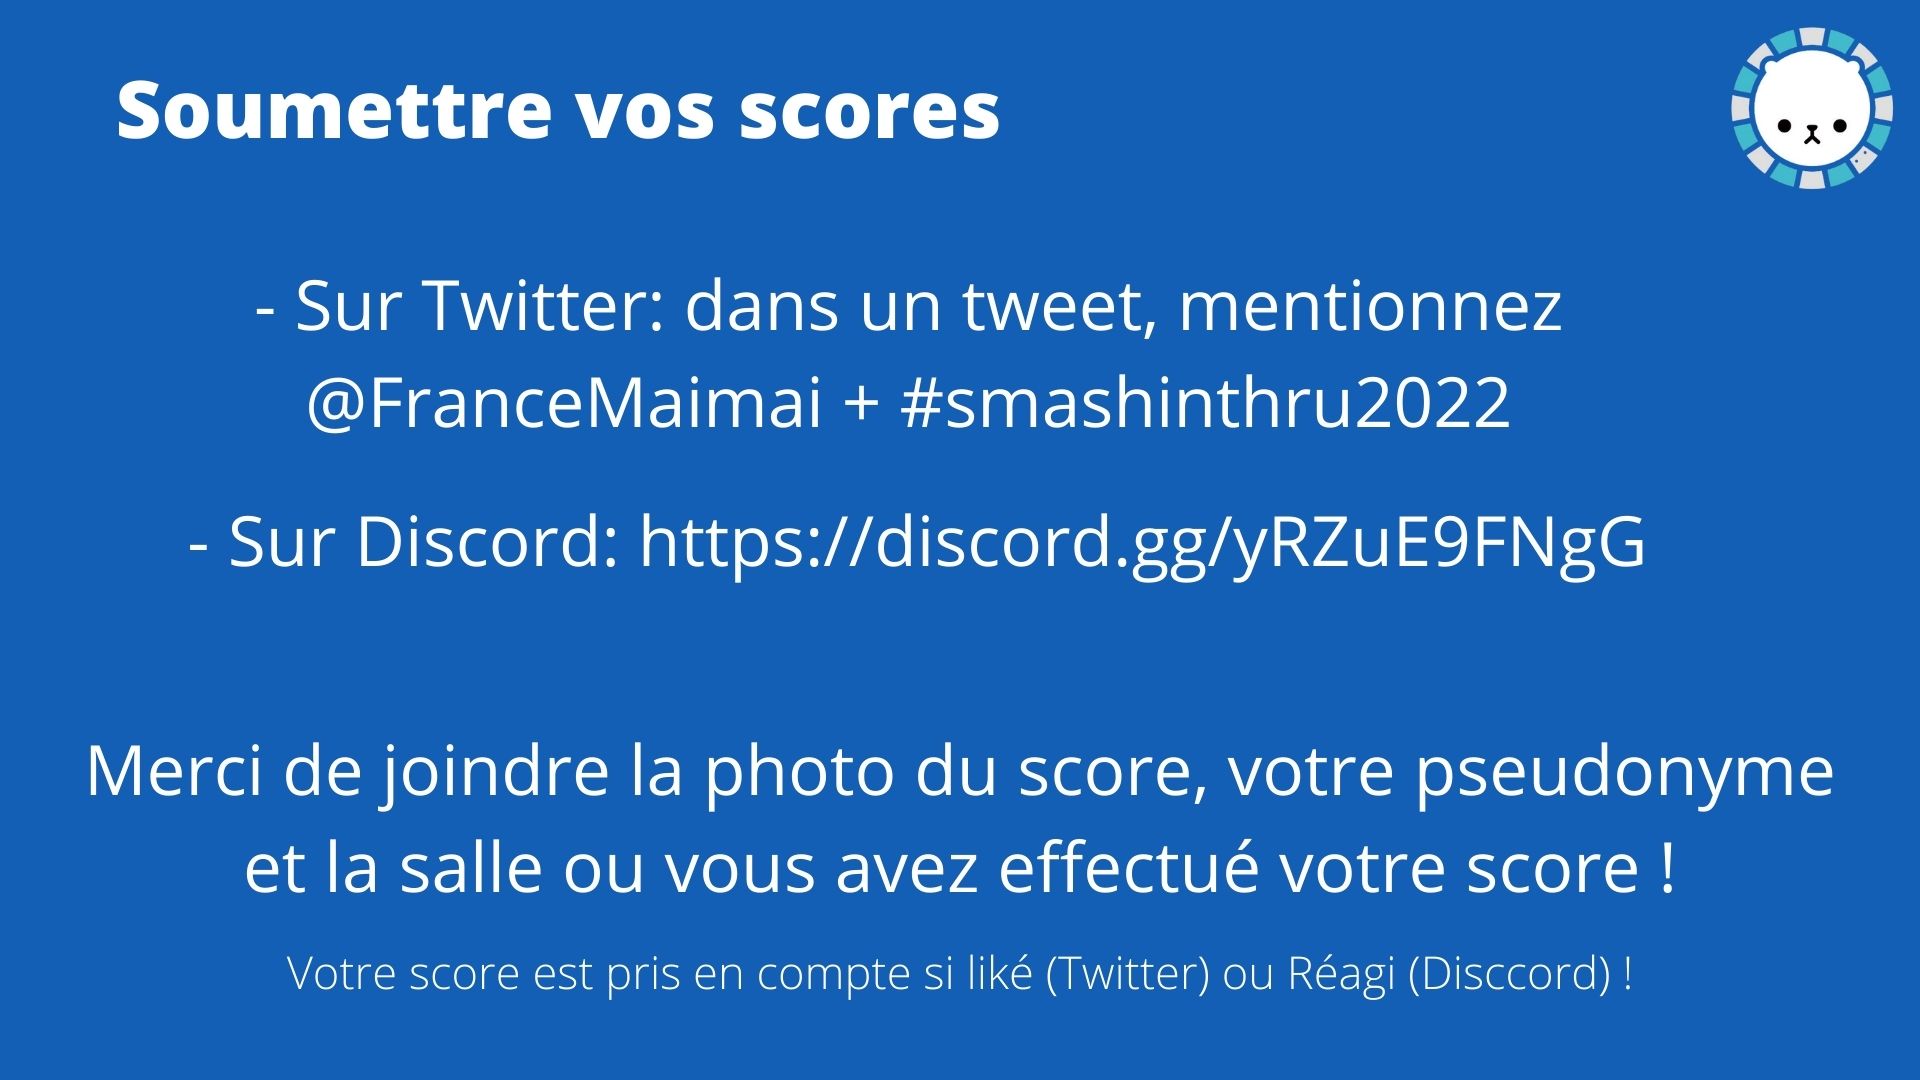 Soumettre vos scores
- Sur Twitter: dans un tweet, mentionnez
@FranceMaimai + #smashinthru2022
- Sur Discord: https://discord.gg/yRZuE9FNgG
Merci de joindre la photo du score, votre pseudonyme
et la salle ou vous avez effectué votre score !
Votre score est pris en compte si liké (Twitter) ou Réagi (Disccord) !